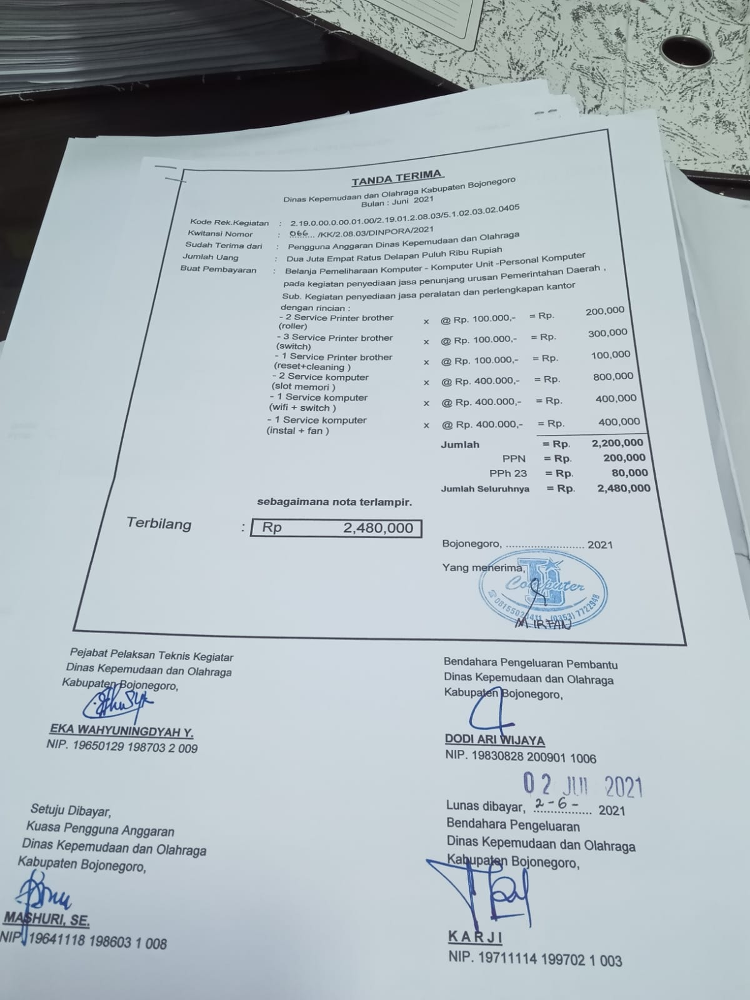 TANDA TERIMA
Dinas Kepemudaan dan Olahraga Kabupaten Bojonegoro
Bulan : Juni 2021
Kode Rek.Kegiatan : 2.19.0.00.0.00.01.00/2.19.01.2.08.03/5.1.02.03.02.0405
Kwitansi Nomor : 066 /KK/2.08.03/DINPORA/2021
Sudah Terima dari : Pengguna Anggaran Dinas Kepemudaan dan Olahraga
Jumlah Uang : Dua Juta Empat Ratus Delapan Puluh Ribu Rupiah
Buat Pembayaran : Belanja Pemeliharaan Komputer - Komputer Unit -Personal Komputer
pada kegiatan penyediaan jasa penunjang urusan Pemerintahan Daerah ,
Sub. Kegiatan penyediaan jasa peralatan dan perlengkapan kantor
dengan rincian :
- 2 Service Printer brother x @ Rp. 100.000,- = Rp. 200,000
(roller)
- 3 Service Printer brother x @ Rp. 100.000,- = Rp. 300,000
(switch)
- 1 Service Printer brother x @ Rp. 100.000,- = Rp. 100,000
(reset+cleaning )
- 2 Service komputer x @ Rp. 400.000,- = Rp. 800,000
(slot memori )
- 1 Service komputer x @ Rp. 400.000,- = Rp. 400,000
(wifi + switch )
- 1 Service komputer x @ Rp. 400.000,- = Rp. 400,000
(instal + fan )
Jumlah = Rp. 2,200,000
PPN = Rp. 200,000
PPh 23 = Rp. 80,000
Jumlah Seluruhnya = Rp. 2,480,000
sebagaimana nota terlampir.
Terbilang : Rp 2,480,000
Bojonegoro, ........................ 2021
Yang menerima,
Computer
(0353) 7722948
M. IRFAN
Pejabat Pelaksan Teknis Kegiatar
Dinas Kepemudaan dan Olahraga
Kabupaten Bojonegoro,
EKA WAHYUNINGDYAH Y.
NIP. 19650129 198703 2 009
Bendahara Pengeluaran Pembantu
Dinas Kepemudaan dan Olahraga
Kabupaten Bojonegoro,
DODI ARI WIJAYA
NIP. 19830828 200901 1006
02 JUN 2021
Lunas dibayar, 2-6- 2021
Bendahara Pengeluaran
Dinas Kepemudaan dan Olahraga
Kabupaten Bojonegoro,
KARJI
NIP. 19711114 199702 1 003
Setuju Dibayar,
Kuasa Pengguna Anggaran
Dinas Kepemudaan dan Olahraga
Kabupaten Bojonegoro,
MASHURI, SE.
NIP. 19641118 198603 1 008